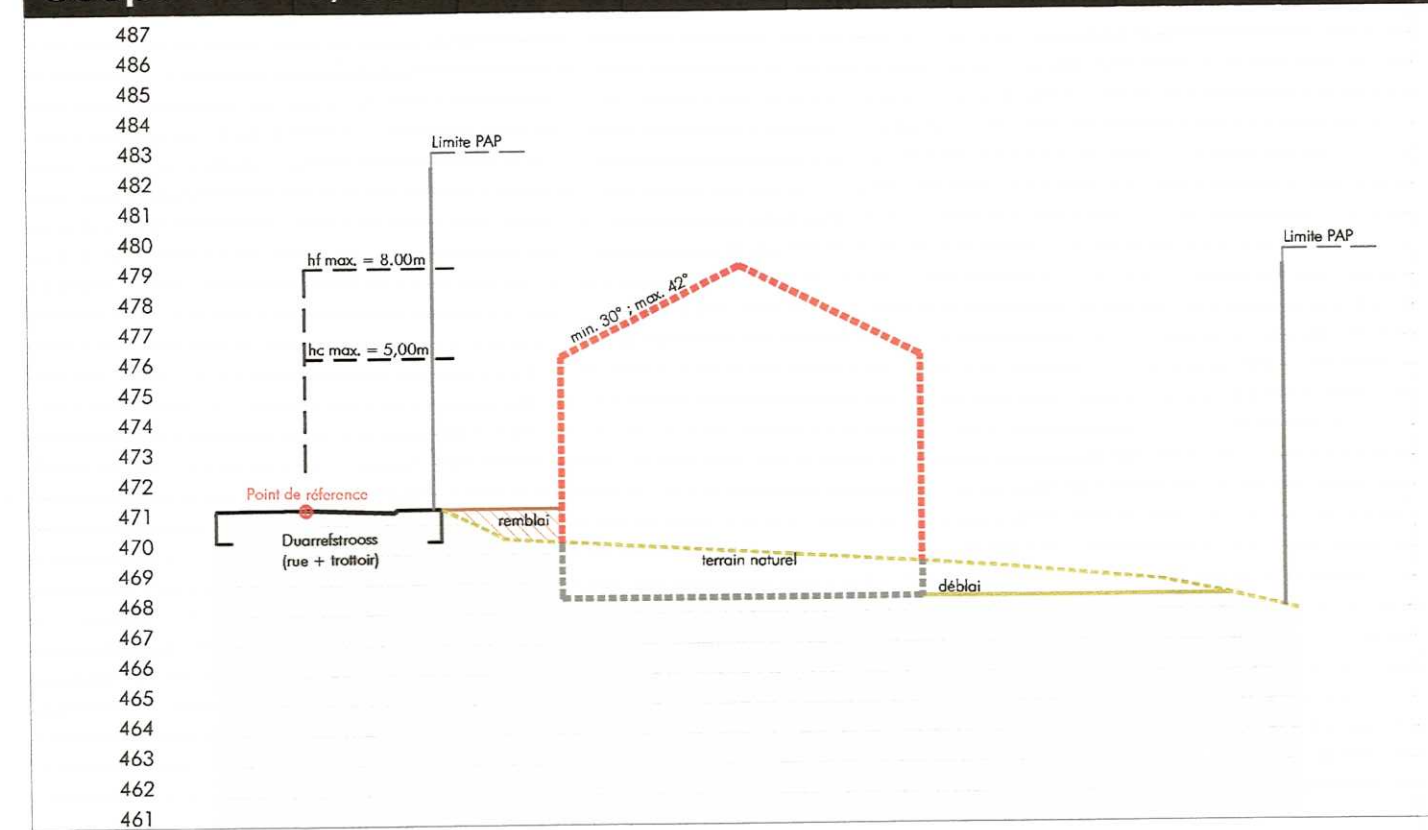 487
486
485
484
Limite PAP
483
482
481
480
Limite PAP
hf max. = 8.00m
479
478
min. 30° ; max. 42°
477
hc max. = 5,00m
476
475
474
473
472
Point de réference
471
remblai
Duarrefstrooss
470
(rue + trottoir)
terrain naturel
469
déblai
468
467
466
465
464
463
462
461